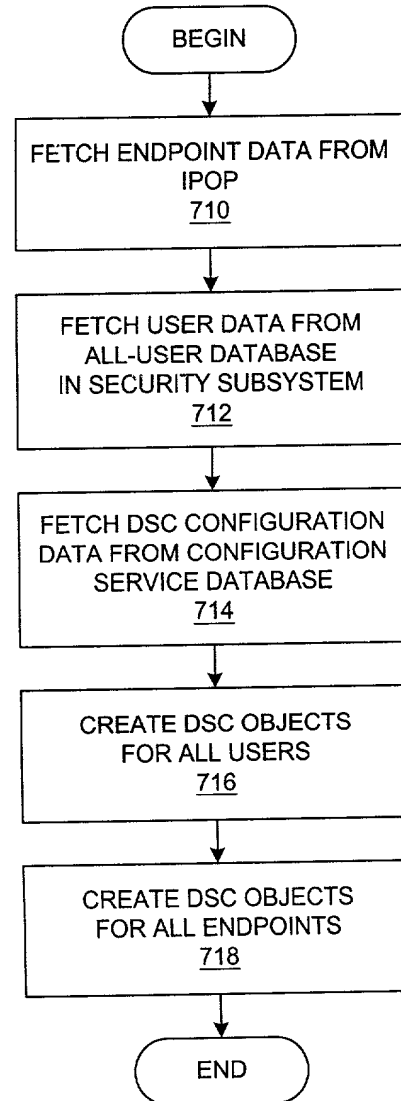 BEGIN
FETCH ENDPOINT DATA FROM
IPOP
710
FETCH USER DATA FROM
ALL-USER DATABASE
IN SECURITY SUBSYSTEM
712
FETCH DSC CONFIGURATION
DATA FROM CONFIGURATION
SERVICE DATABASE
714
CREATE DSC OBJECTS
FOR ALL USERS
716
CREATE DSC OBJECTS
FOR ALL ENDPOINTS
718
END